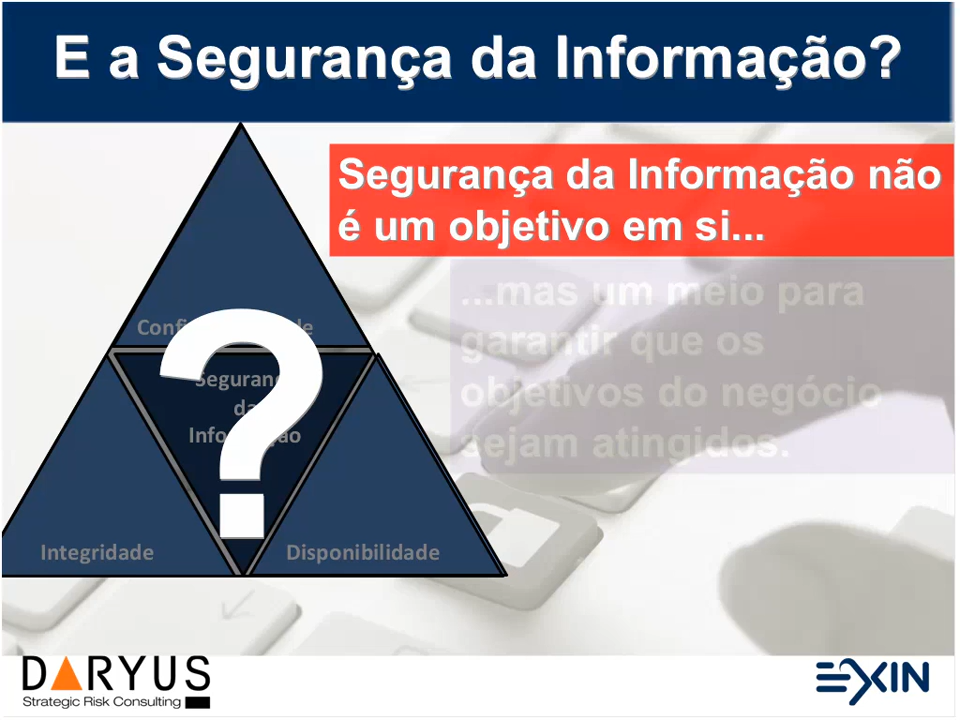 E a Segurança da Informação?
Segurança da Informação não
é um objetivo em si...
...mas um meio para
garantir que os
objetivos do negócio
sejam atingidos.
?
Integridade
Disponibilidade
DARYUS
Strategic Risk Consulting
EXIN